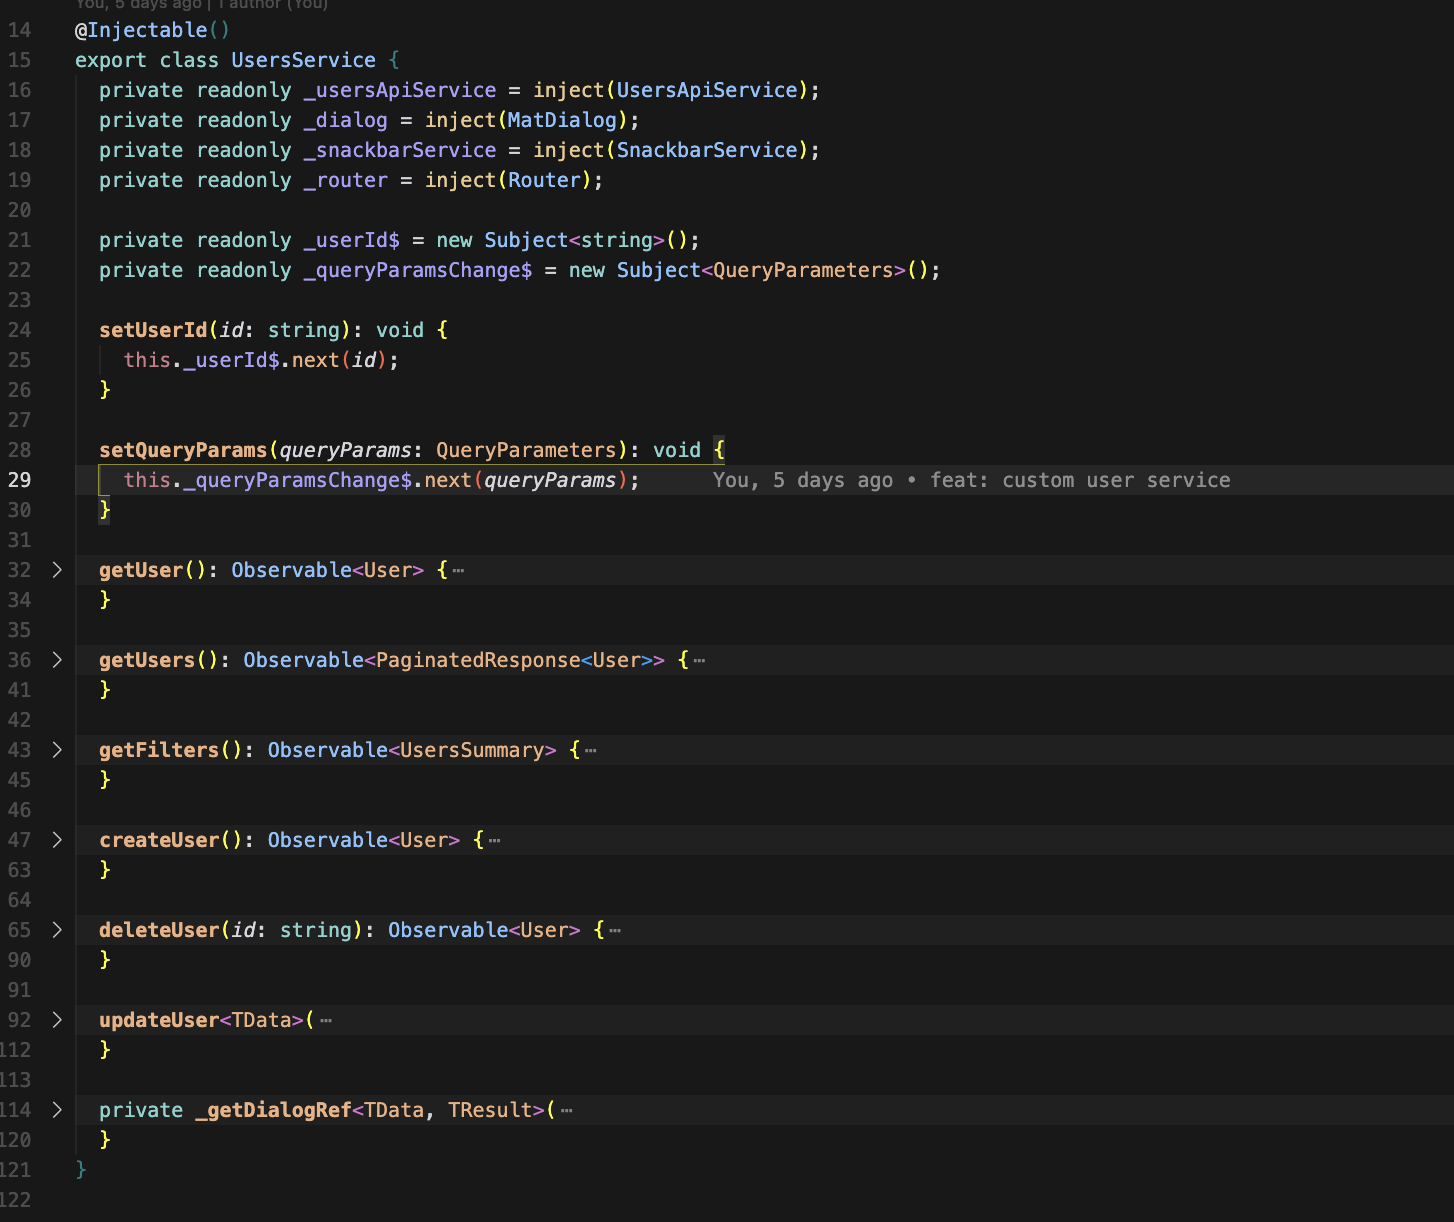 You, 5 days ago | 1 author (You)
14 @Injectable()
15 export class UsersService {
16 private readonly _usersApiService = inject(UsersApiService);
17 private readonly _dialog = inject(MatDialog);
18 private readonly _snackbarService = inject(SnackbarService);
19 private readonly _router = inject(Router);
20
21 private readonly _userId$ = new Subject<string>();
22 private readonly _queryParamsChange$ = new Subject<QueryParameters>();
23
24 setUserId(id: string): void {
25 this._userId$.next(id);
26 }
27
28 setQueryParams(queryParams: QueryParameters): void {
29 this._queryParamsChange$.next(queryParams); You, 5 days ago • feat: custom user service
30 }
31
32 getUser(): Observable<User> {⋯
34 }
35
36 getUsers(): Observable<PaginatedResponse<User>> {⋯
41 }
42
43 getFilters(): Observable<UsersSummary> {⋯
45 }
46
47 createUser(): Observable<User> {⋯
63 }
64
65 deleteUser(id: string): Observable<User> {⋯
90 }
91
92 updateUser<TData>(⋯
112 }
113
114 private _getDialogRef<TData, TResult>(⋯
120 }
121 }
122